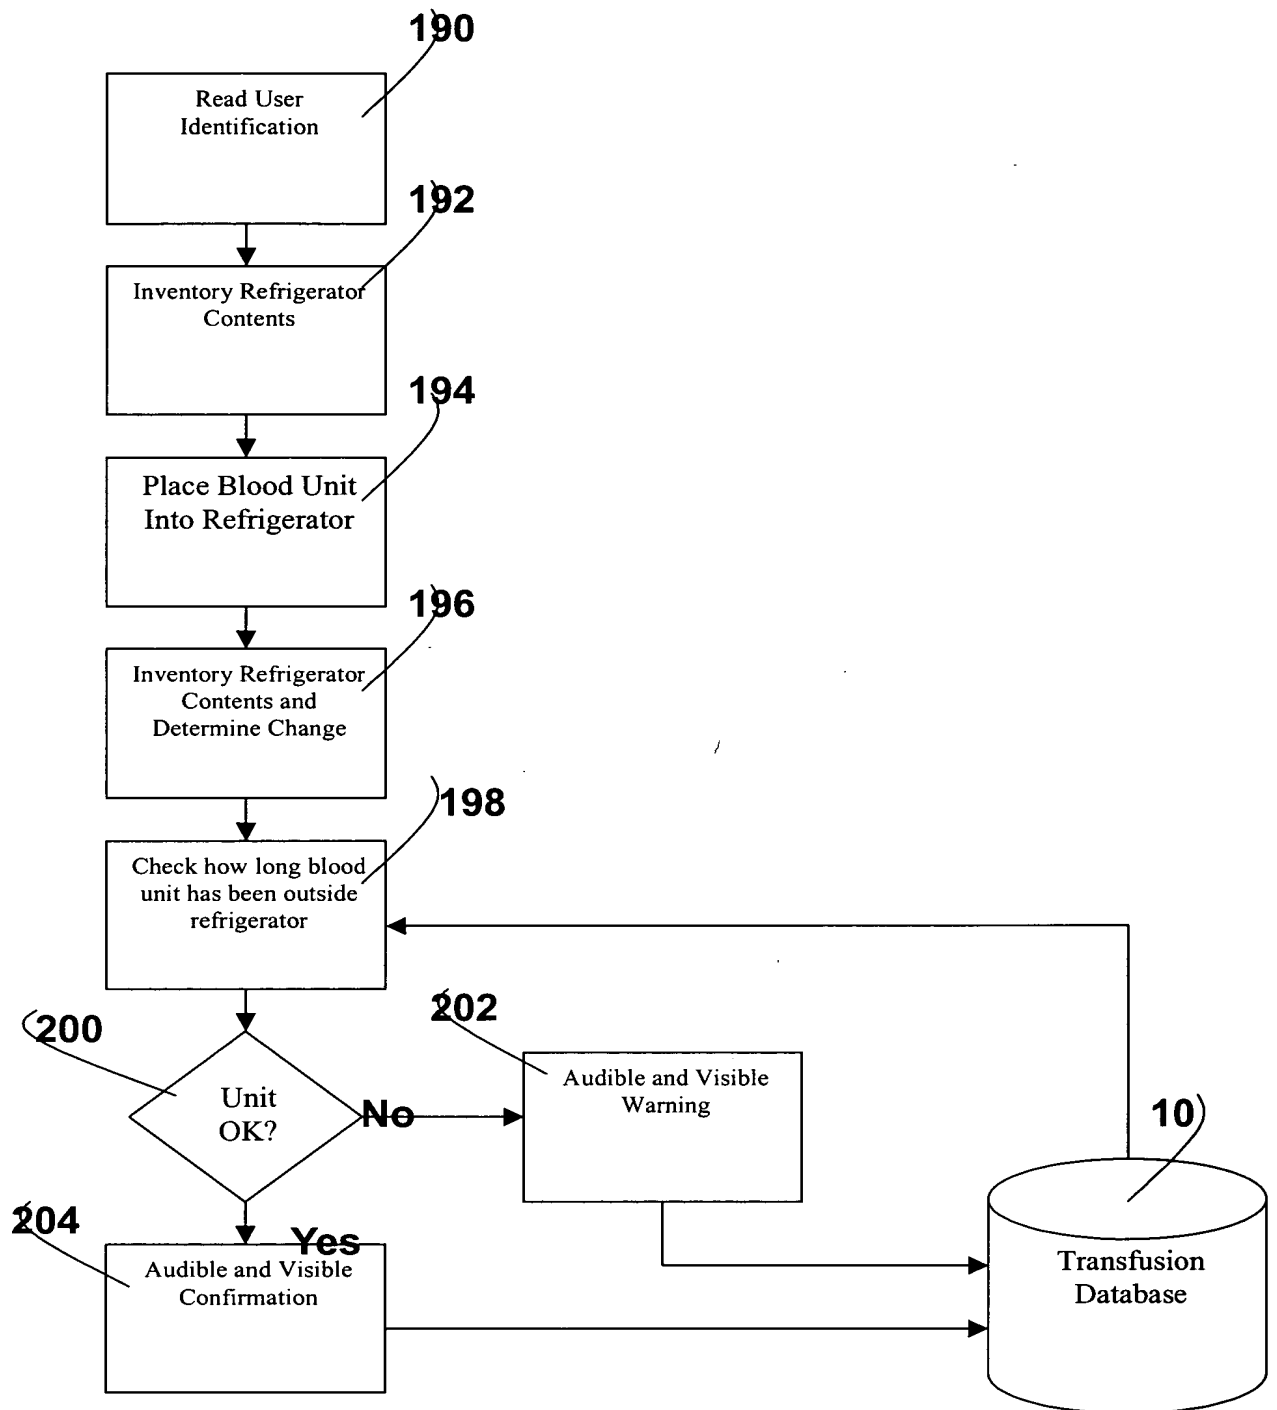 190
Read User
Identification
192
Inventory Refrigerator
Contents
194
Place Blood Unit
Into Refrigerator
196
Inventory Refrigerator
Contents and
Determine Change
198
Check how long blood
unit has been outside
refrigerator
200
Unit
OK?
No
202
Audible and Visible
Warning
10
Transfusion
Database
204
Yes
Audible and Visible
Confirmation